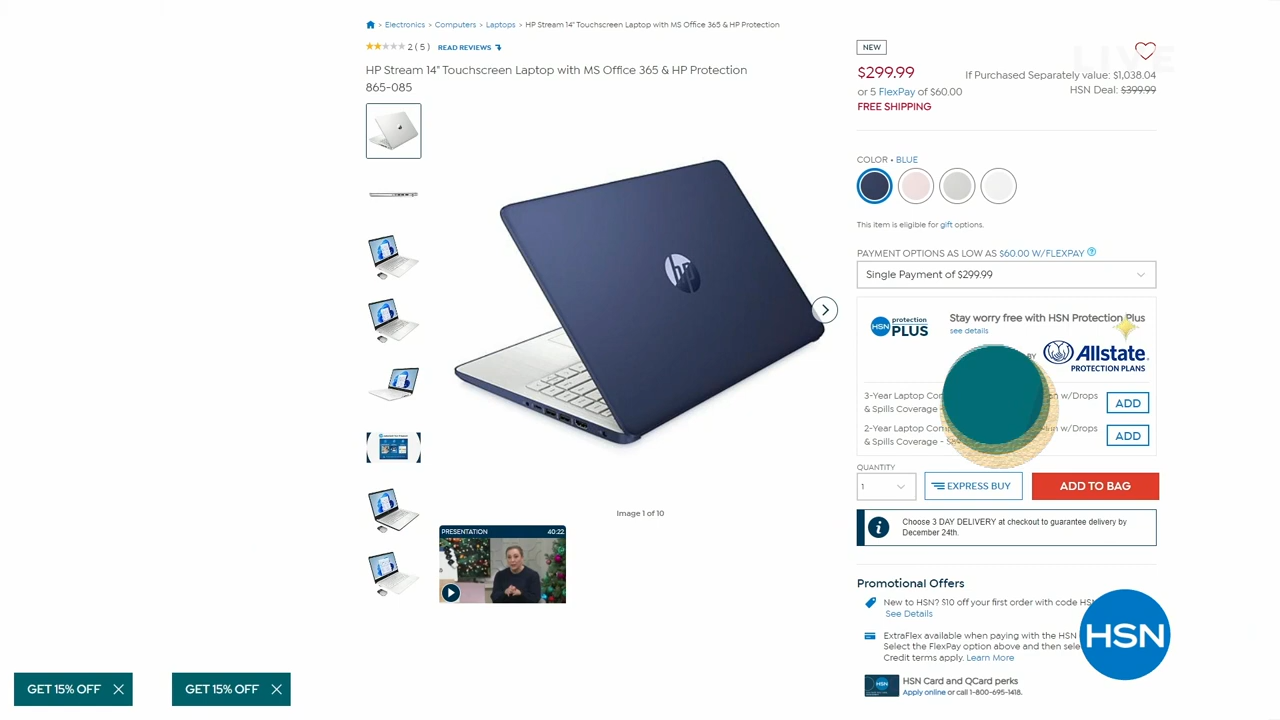 Electronics > Computers > Laptops > HP Stream 14" Touchscreen Laptop with MS Office 365 & HP Protection
2 ( 5 ) READ REVIEWS
HP Stream 14" Touchscreen Laptop with MS Office 365 & HP Protection
865-085
hp
Image 1 of 10
PRESENTATION 40:22
NEW
LIVE
$299.99
If Purchased Separately value: $1,038.04
or 5 FlexPay of $60.00
HSN Deal: $399.99
FREE SHIPPING
COLOR • BLUE
This item is eligible for gift options.
PAYMENT OPTIONS AS LOW AS $60.00 W/FLEXPAY
Single Payment of $299.99
HSN protection PLUS
Stay worry free with HSN Protection Plus
see details
BY
Allstate
PROTECTION PLANS
3-Year Laptop w/Drops
& Spills Coverage -
ADD
2-Year Laptop w/Drops
& Spills Coverage -
ADD
QUANTITY
1
EXPRESS BUY
ADD TO BAG
Choose 3 DAY DELIVERY at checkout to guarantee delivery by
December 24th.
Promotional Offers
New to HSN? $10 off your first order with code
See Details
ExtraFlex available when paying with the HSN
Select the FlexPay option above and then
Credit terms apply. Learn More
HSN
HSN Card and QCard perks
Apply online or call 1-800-695-1418.
GET 15% OFF
GET 15% OFF